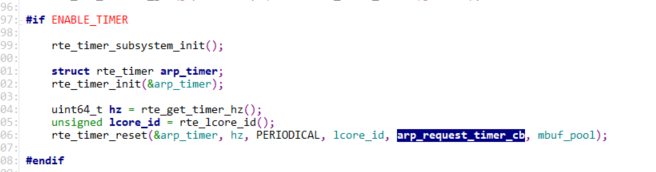 96:
97: #if ENABLE_TIMER
98:
99: rte_timer_subsystem_init();
00:
01: struct rte_timer arp_timer;
02: rte_timer_init(&arp_timer);
03:
04: uint64_t hz = rte_get_timer_hz();
05: unsigned lcore_id = rte_lcore_id();
06: rte_timer_reset(&arp_timer, hz, PERIODICAL, lcore_id, arp_request_timer_cb, mbuf_pool);
07:
08: #endif